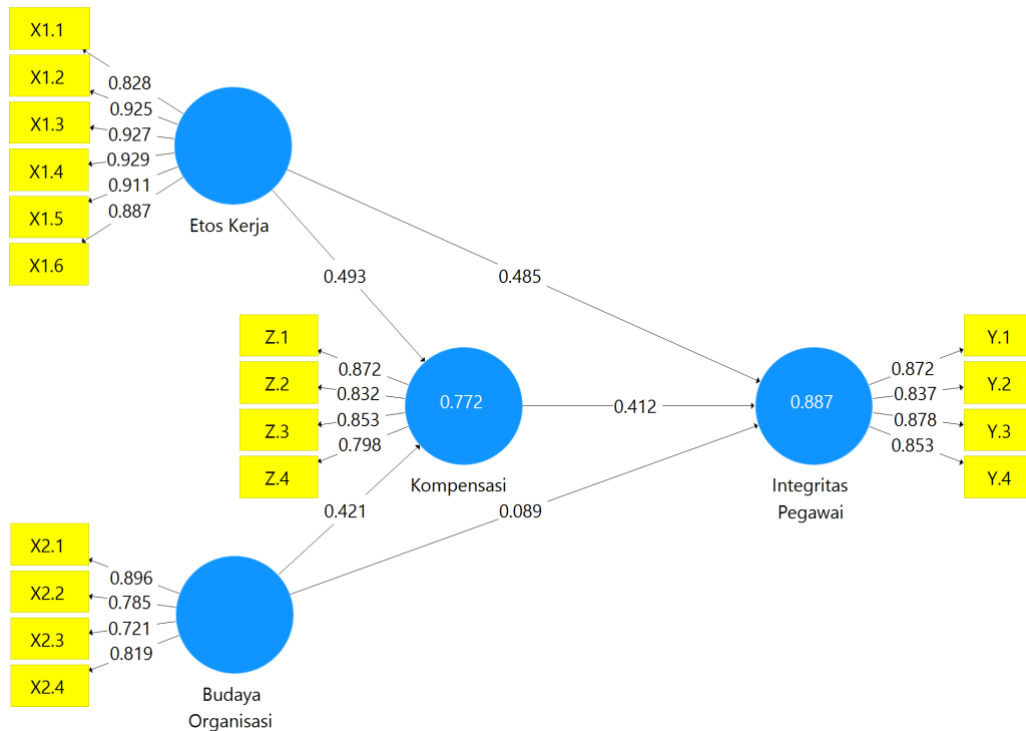 X1.1
X1.2
X1.3
X1.4
X1.5
X1.6
0.828
0.925
0.927
0.929
0.911
0.887
Etos Kerja
0.493
0.485
Z.1
Z.2
Z.3
Z.4
0.872
0.832
0.853
0.798
0.772
Kompensasi
0.412
0.887
Integritas
Pegawai
0.872
0.837
0.878
0.853
Y.1
Y.2
Y.3
Y.4
0.421
0.089
X2.1
X2.2
X2.3
X2.4
0.896
0.785
0.721
0.819
Budaya
Organisasi